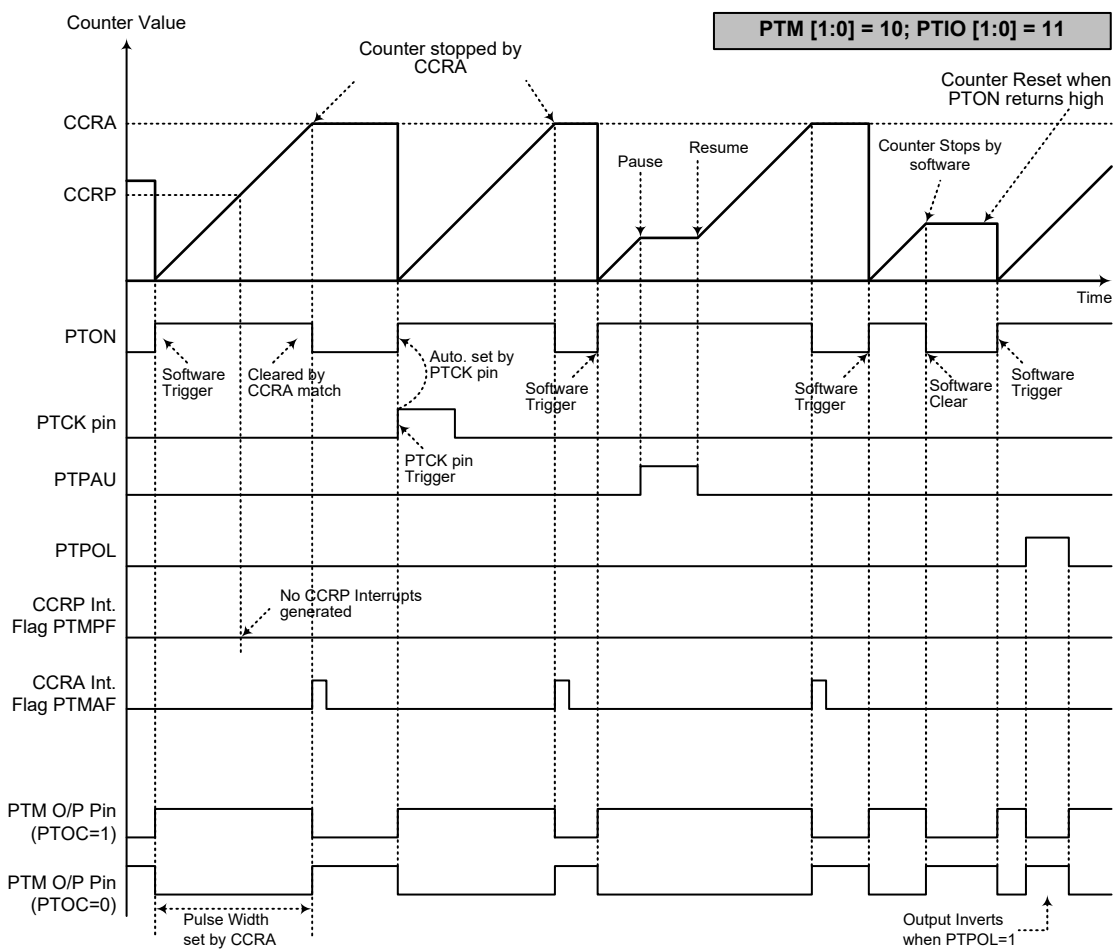 Counter Value
PTM [1:0] = 10; PTIO [1:0] = 11
Counter stopped by
CCRA
Counter Reset when
PTON returns high
CCRA
Pause
Resume
Counter Stops by
software
CCRP
Time
PTON
Software
Trigger
Cleared by
CCRA match
Auto. set by
PTCK pin
Software
Trigger
Software
Trigger
Software
Clear
Software
Trigger
PTCK pin
PTCK pin
Trigger
PTPAU
PTPOL
CCRP Int.
Flag PTMPF
No CCRP Interrupts
generated
CCRA Int.
Flag PTMAF
PTM O/P Pin
(PTOC=1)
PTM O/P Pin
(PTOC=0)
Pulse Width
set by CCRA
Output Inverts
when PTPOL=1